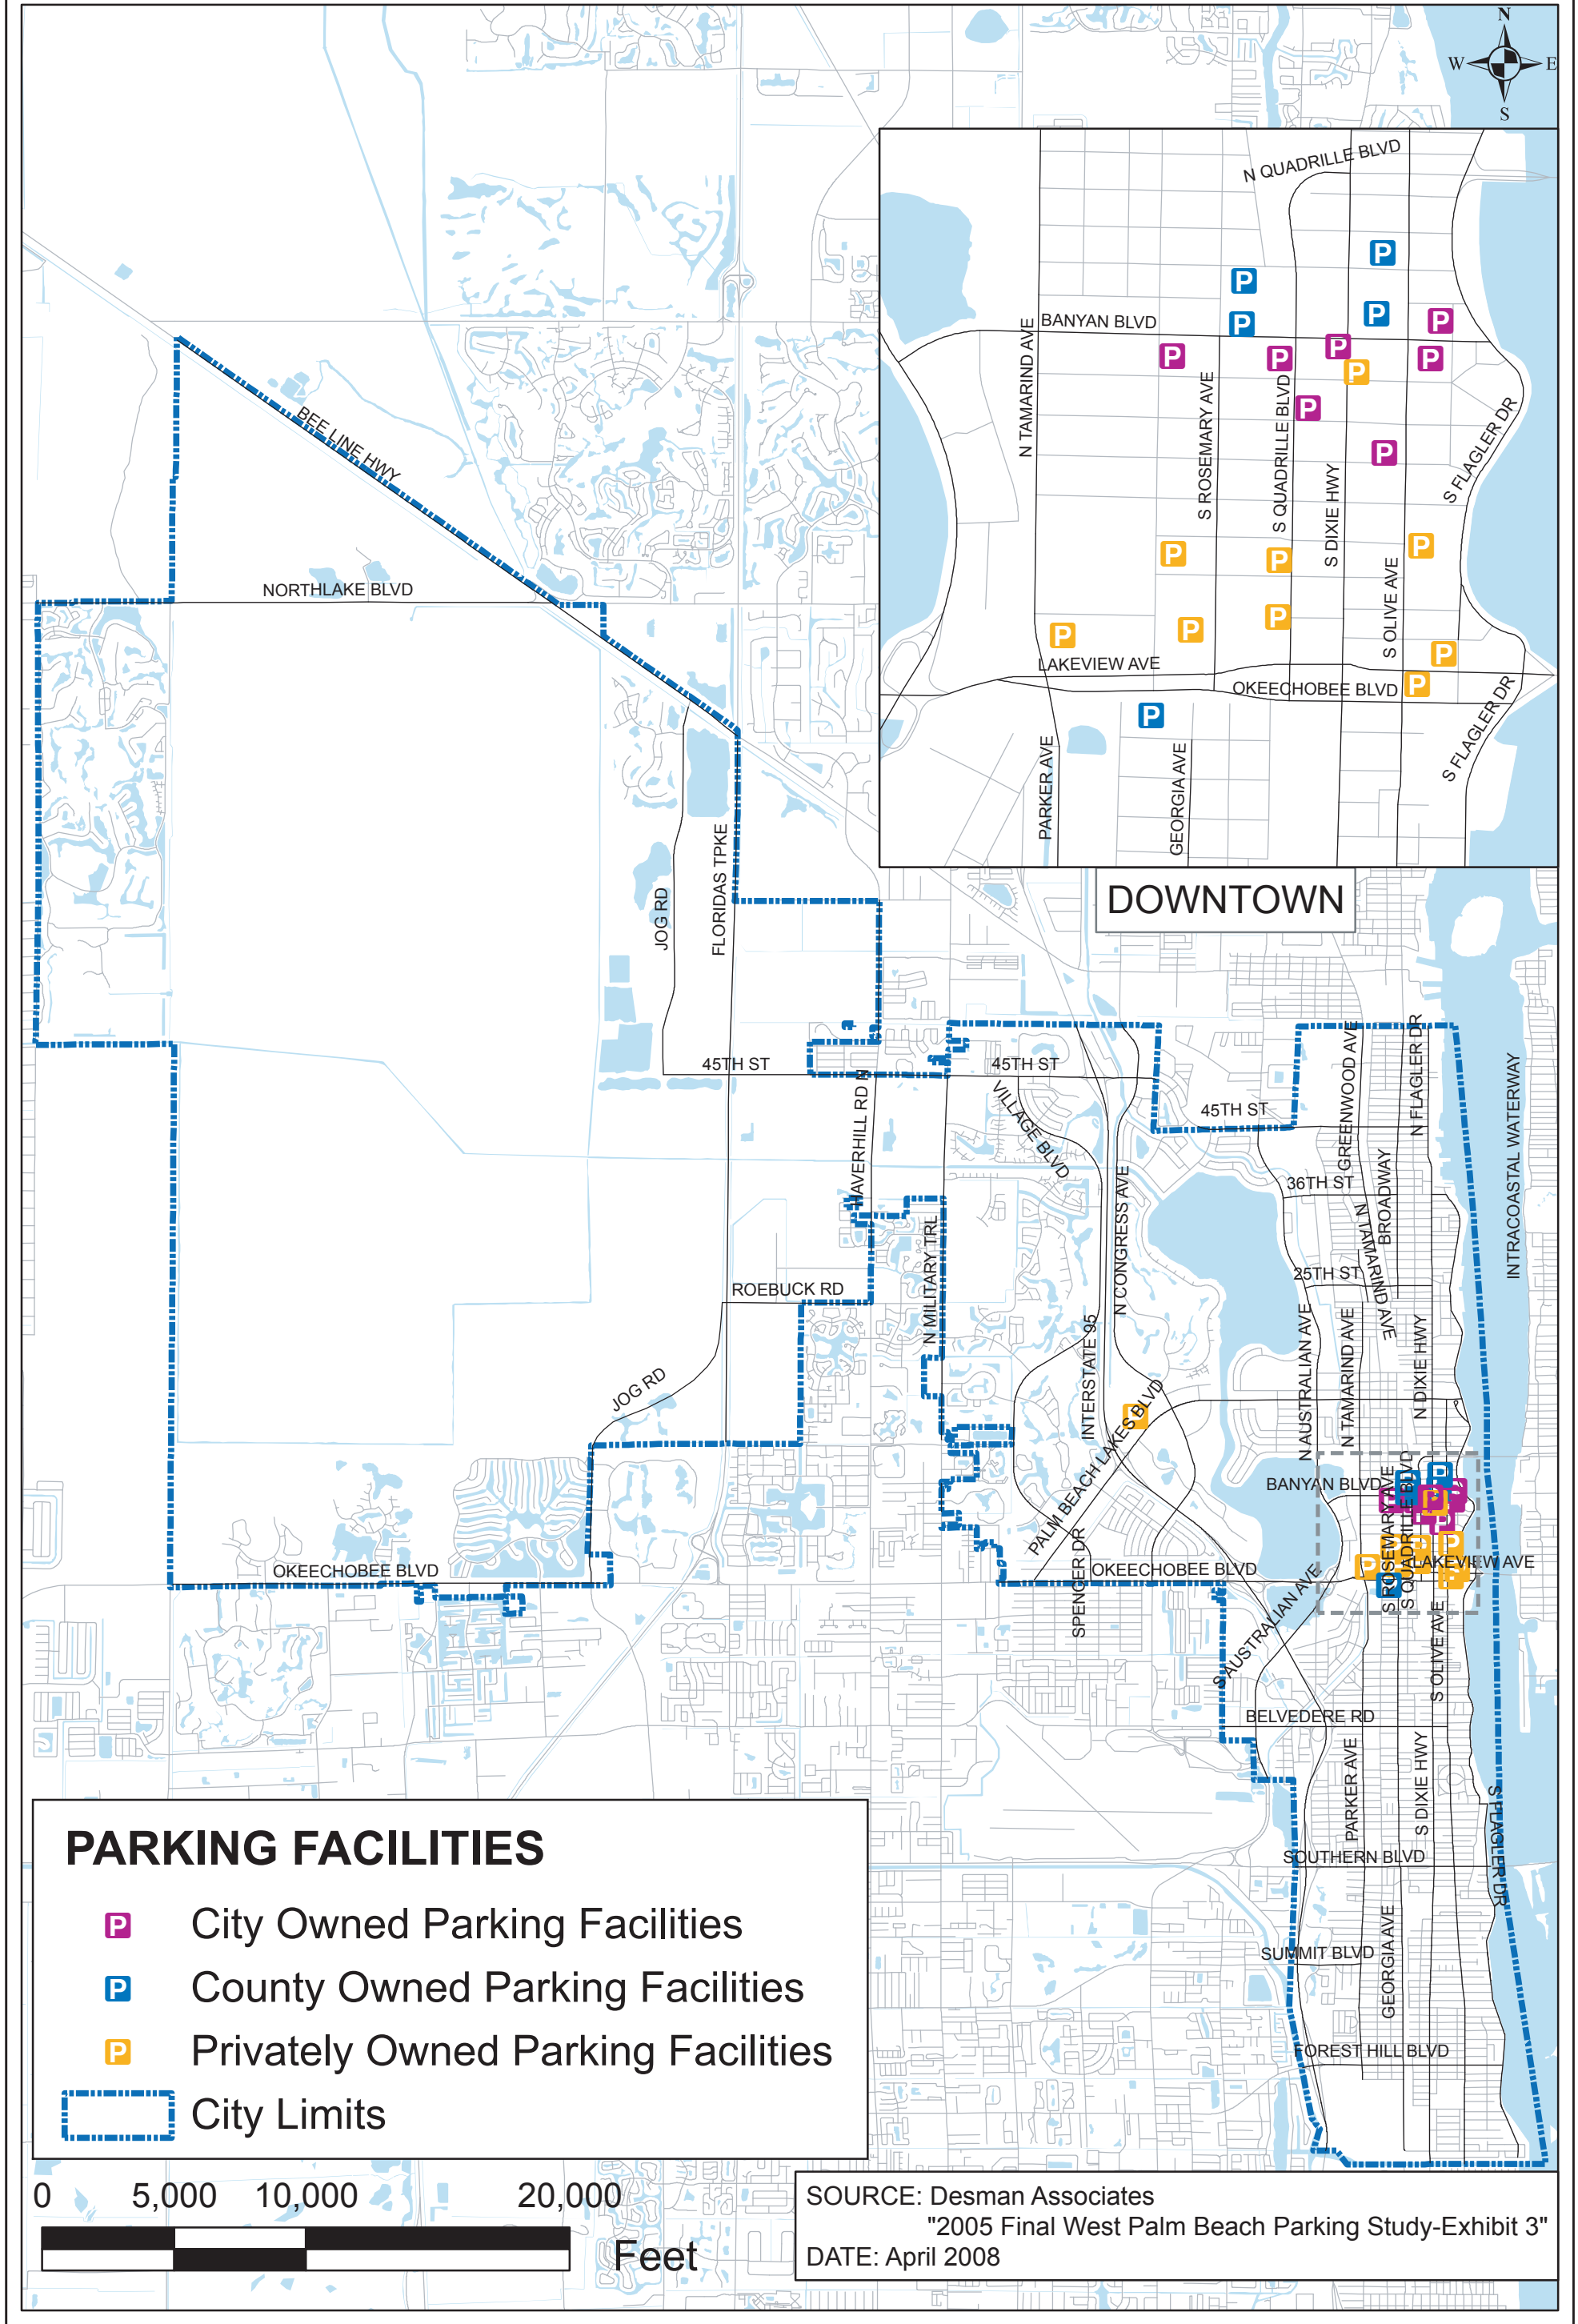 N
W E
S
N QUADRILLE BLVD
P
P
P
P
P
BANYAN BLVD
P
P
P
P
P
P
P
N TAMARIND AVE
S ROSEMARY AVE
S QUADRILLE BLVD
S DIXIE HWY
S OLIVE AVE
S FLAGLER DR
P
P
P
P
P
P
P
P
P
LAKEVIEW AVE
OKEECHOBEE BLVD
P
S FLAGLER DR
PARKER AVE
GEORGIA AVE
DOWNTOWN
BEE LINE HWY
NORTHLAKE BLVD
JOG RD
FLORIDAS TPKE
45TH ST
45TH ST
45TH ST
HAVERHILL RD N
VILLAGE BLVD
N CONGRESS AVE
N MILITARY TRL
INTERSTATE 95
GREENWOOD AVE
N FLAGLER DR
INTRACOASTAL WATERWAY
36TH ST
BROADWAY
N TAMARIND AVE
25TH ST
N AUSTRALIAN AVE
N TAMARIND AVE
N DIXIE HWY
ROEBUCK RD
JOG RD
P
PALM BEACH LAKES BLVD
SPENCER DR
BANYAN BLVD
S ROSEMARY AVE
S QUADRILLE BLVD
LAKEVIEW AVE
OKEECHOBEE BLVD
OKEECHOBEE BLVD
S AUSTRALIAN AVE
S OLIVE AVE
BELVEDERE RD
PARKER AVE
S DIXIE HWY
S FLAGLER DR
SOUTHERN BLVD
SUMMIT BLVD
GEORGIA AVE
FOREST HILL BLVD
PARKING FACILITIES
P City Owned Parking Facilities
P County Owned Parking Facilities
P Privately Owned Parking Facilities
City Limits
0 5,000 10,000 20,000
Feet
SOURCE: Desman Associates
"2005 Final West Palm Beach Parking Study-Exhibit 3"
DATE: April 2008